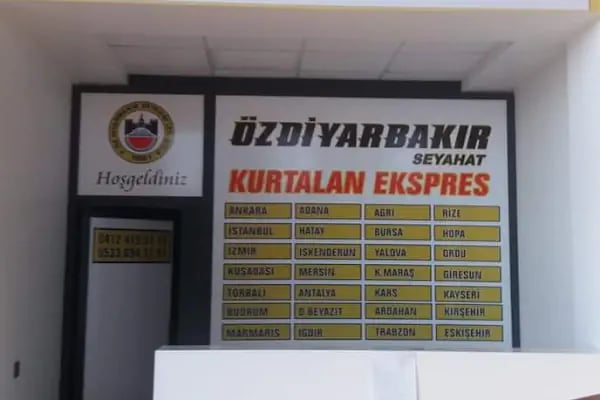 Hoşgeldiniz
ÖZDİYARBAKIR
SEYAHAT
KURTALAN EKSPRES
ANKARA ADANA AGRI RİZE
İSTANBUL HATAY BURSA HOPA
İZMİR İSKENDERUN YALOVA ORDU
KUSADASI MERSİN K.MARAŞ GİRESUN
TORBALI ANTALYA KARS KAYSERİ
BODRUM D.BEYAZIT ARDAHAN KIRŞEHİR
MARMARİS IGDIR TRABZON ESKİŞEHİR